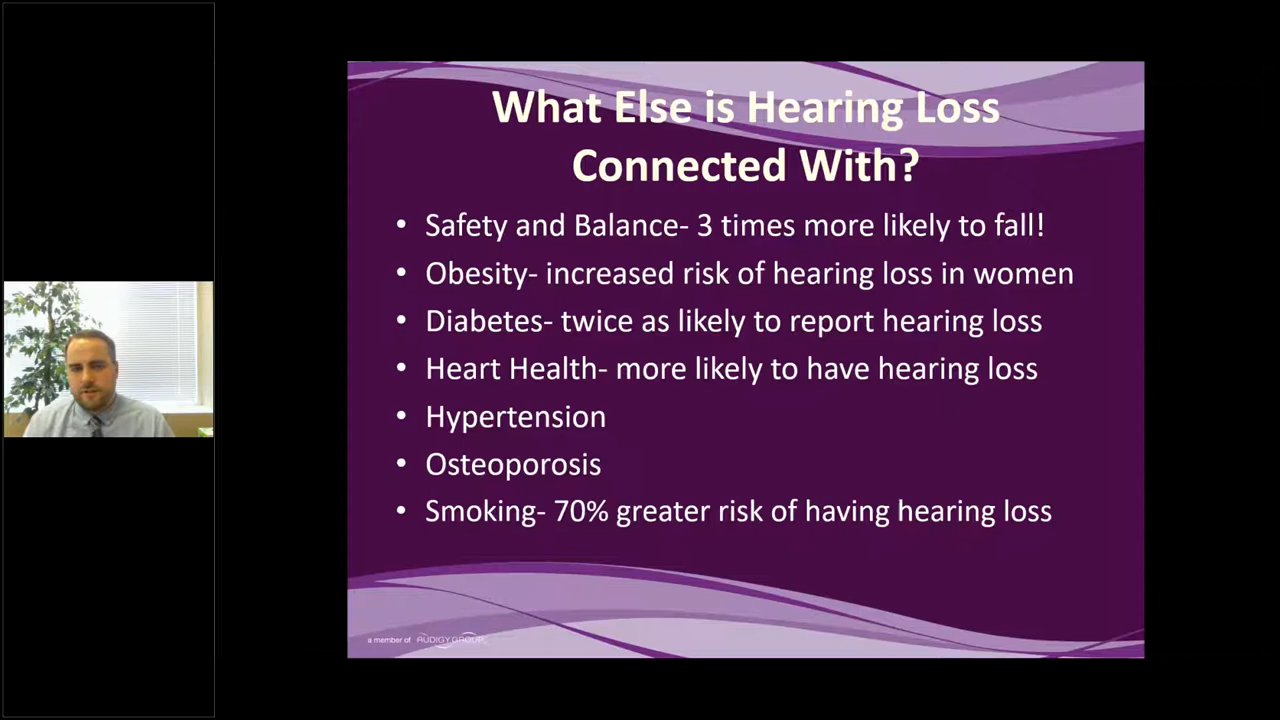 What Else is Hearing Loss
Connected With?
• Safety and Balance- 3 times more likely to fall!
• Obesity- increased risk of hearing loss in women
• Diabetes- twice as likely to report hearing loss
• Heart Health- more likely to have hearing loss
• Hypertension
• Osteoporosis
• Smoking- 70% greater risk of having hearing loss
a member of AUDIGY GROUP